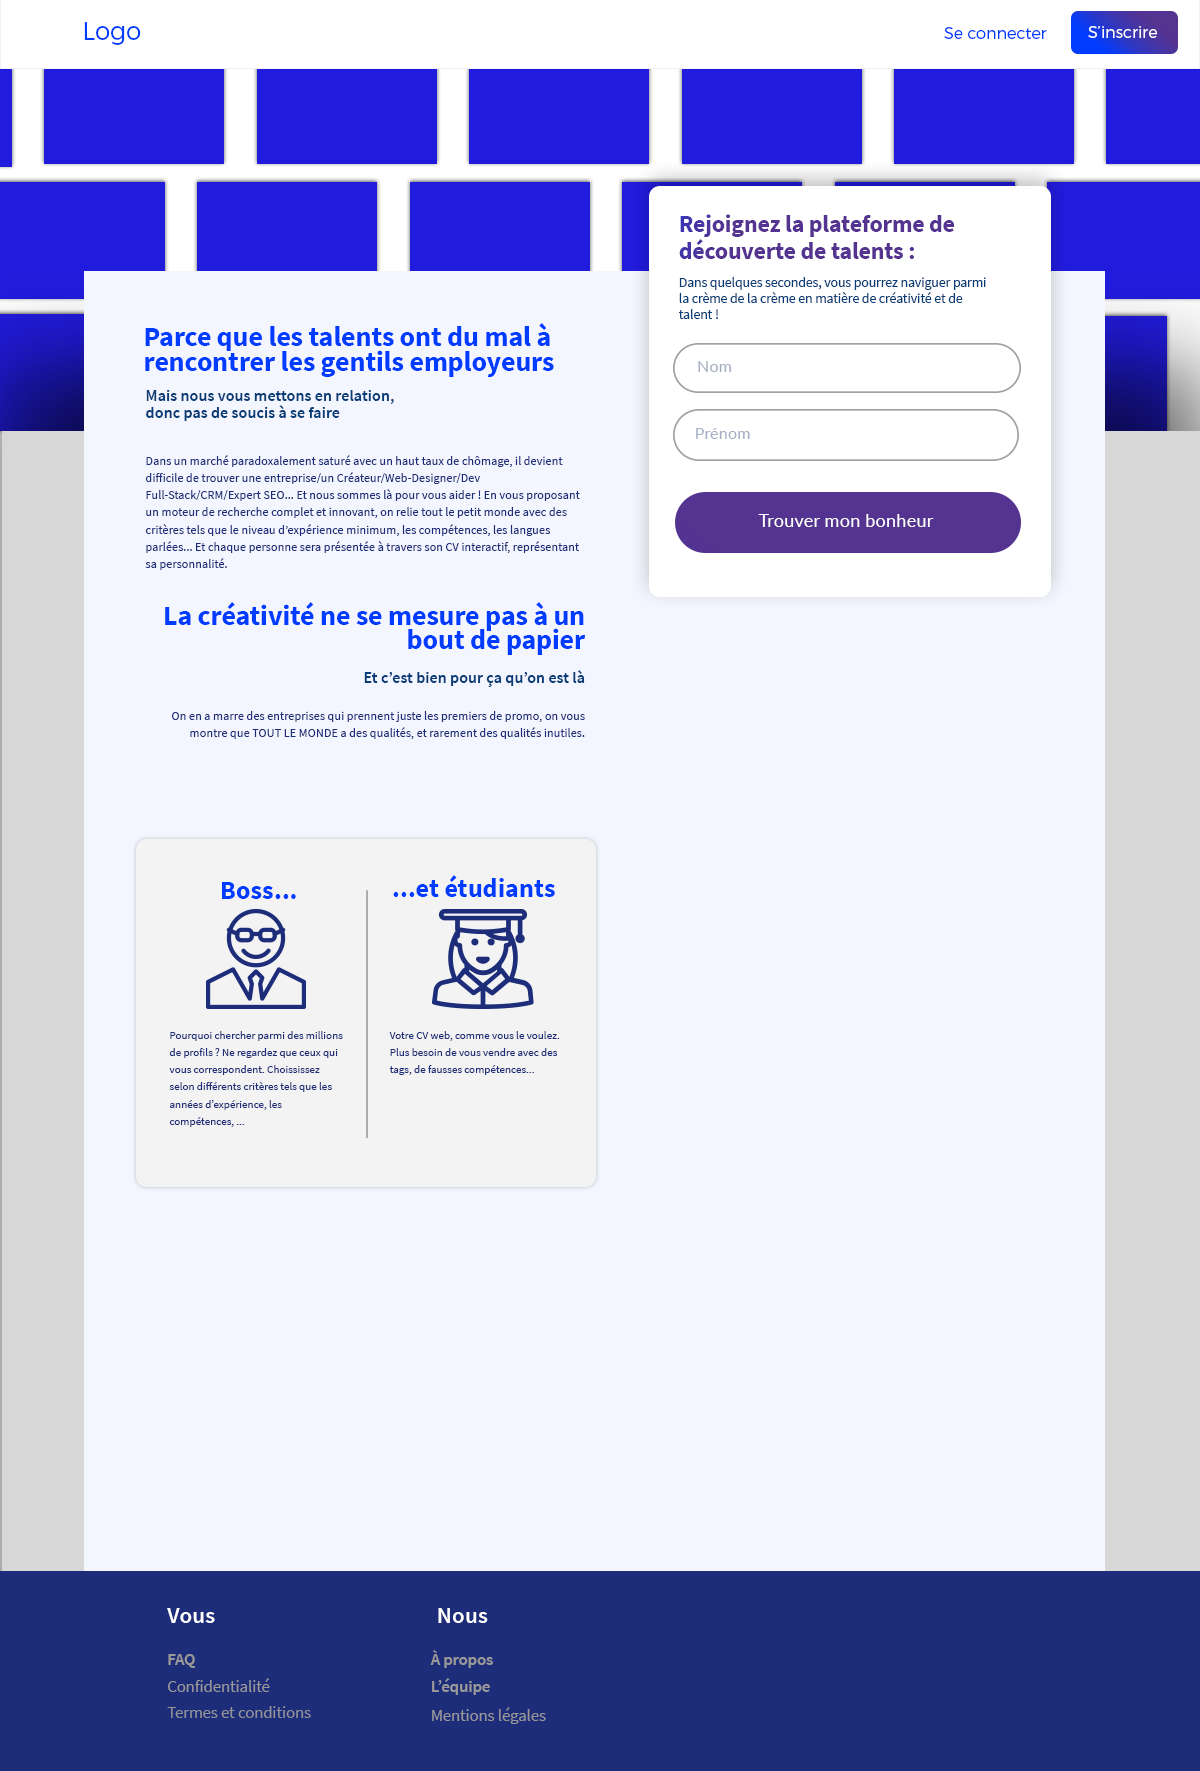 Logo
Se connecter
S'inscrire
Rejoignez la plateforme de
découverte de talents :
Dans quelques secondes, vous pourrez naviguer parmi
la crème de la crème en matière de créativité et de
talent !
Nom
Prénom
Trouver mon bonheur
Parce que les talents ont du mal à
rencontrer les gentils employeurs
Mais nous vous mettons en relation,
donc pas de soucis à se faire
Dans un marché paradoxalement saturé avec un haut taux de chômage, il devient
difficile de trouver une entreprise/un Créateur/Web-Designer/Dev
Full-Stack/CRM/Expert SEO... Et nous sommes là pour vous aider ! En vous proposant
un moteur de recherche complet et innovant, on relie tout le petit monde avec des
critères tels que le niveau d'expérience minimum, les compétences, les langues
parlées... Et chaque personne sera présentée à travers son CV interactif, représentant
sa personnalité.
La créativité ne se mesure pas à un
bout de papier
Et c'est bien pour ça qu'on est là
On en a marre des entreprises qui prennent juste les premiers de promo, on vous
montre que TOUT LE MONDE a des qualités, et rarement des qualités inutiles.
Boss...
Pourquoi chercher parmi des millions
de profils ? Ne regardez que ceux qui
vous correspondent. Choississez
selon différents critères tels que les
années d'expérience, les
compétences, ...
...et étudiants
Votre CV web, comme vous le voulez.
Plus besoin de vous vendre avec des
tags, de fausses compétences...
Vous
FAQ
Confidentialité
Termes et conditions
Nous
À propos
L'équipe
Mentions légales